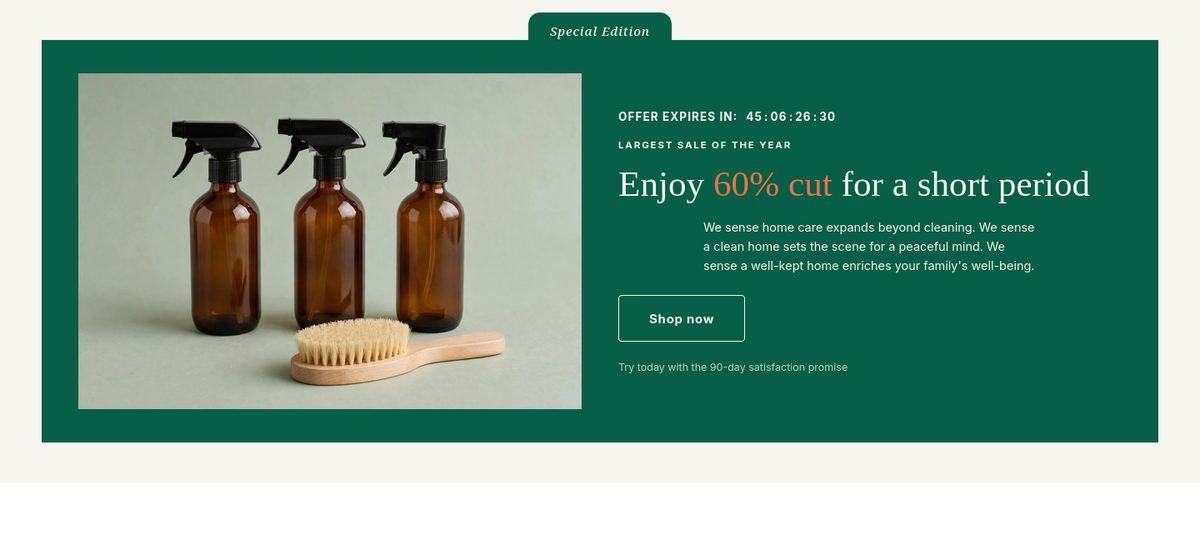 Special Edition
OFFER EXPIRES IN: 45:06:26:30
LARGEST SALE OF THE YEAR
Enjoy 60% cut for a short period
We sense home care expands beyond cleaning. We sense
a clean home sets the scene for a peaceful mind. We
sense a well-kept home enriches your family's well-being.
Shop now
Try today with the 90-day satisfaction promise